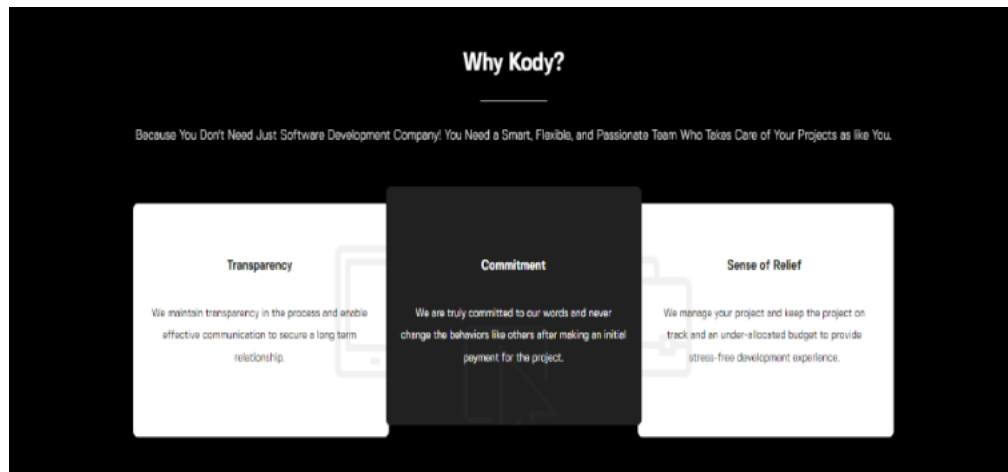 Why Kody?
Because You Don't Need Just Software Development Company! You Need a Smart, Flexible, and Passionate Team Who Takes Care of Your Projects as like You.
Transparency
We maintain transparency in the process and enable
effective communication to secure a long term
relationship.
Commitment
We are truly committed to our words and never
change the behaviors like others after making an initial
payment for the project.
Sense of Relief
We manage your project and keep the project on
track and an under-allocated budget to provide
stress-free development experience.